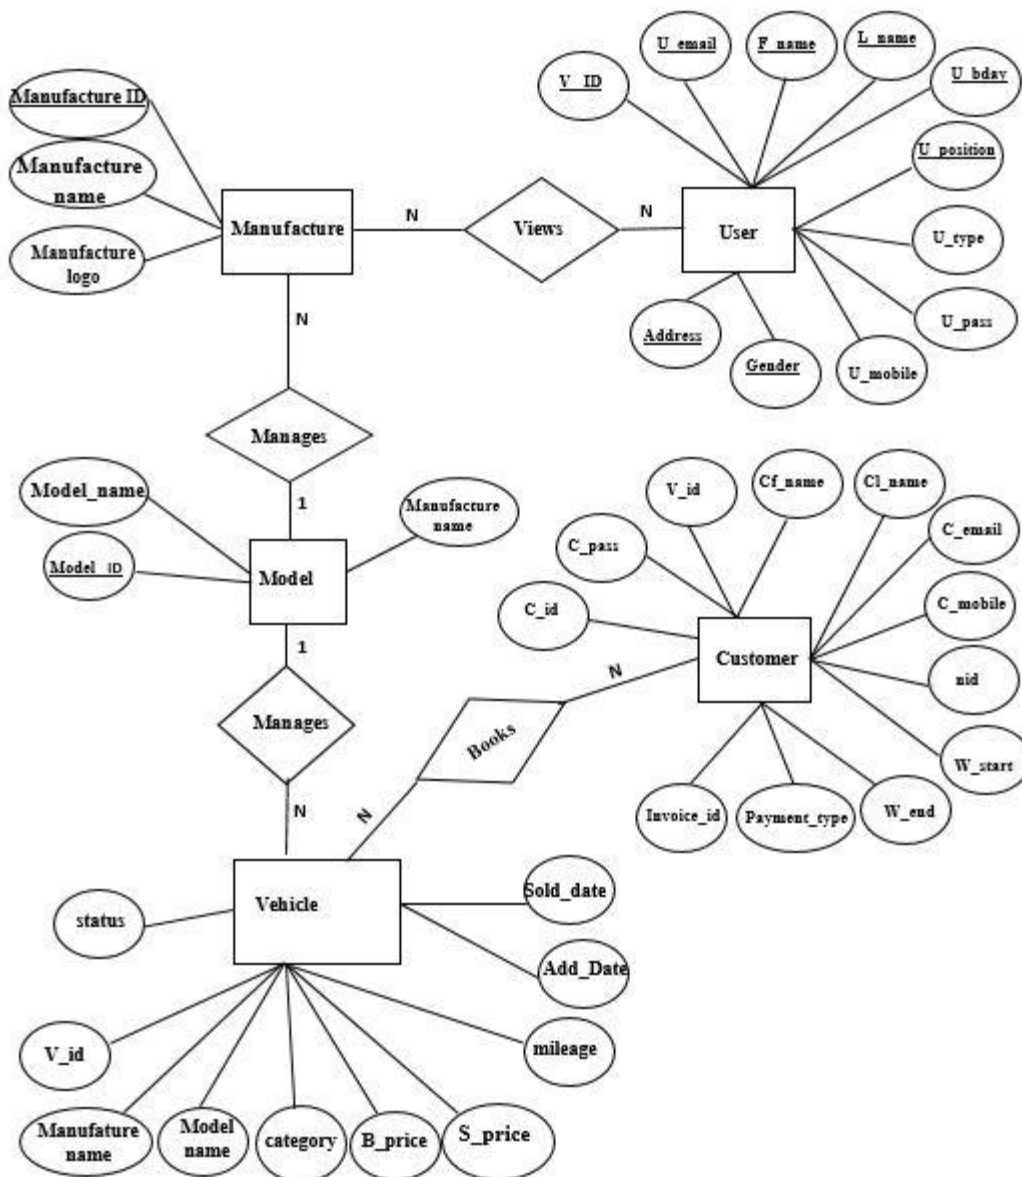 U_email
F_name
L_name
V_ID
U_bday
Manufacture ID
U_position
Manufacture
name
N
N
Manufacture
Views
User
U_type
Manufacture
logo
U_pass
N
Address
Gender
U_mobile
Manages
Model_name
V_id
Cf_name
Cl_name
1
Manufacture
name
C_email
C_pass
Model_ID
Model
C_id
C_mobile
1
N
Customer
nid
Manages
Books
W_start
N
N
Invoice_id
Payment_type
W_end
Sold_date
Vehicle
status
Add_Date
V_id
mileage
Manufature
name
Model
name
category
B_price
S_price